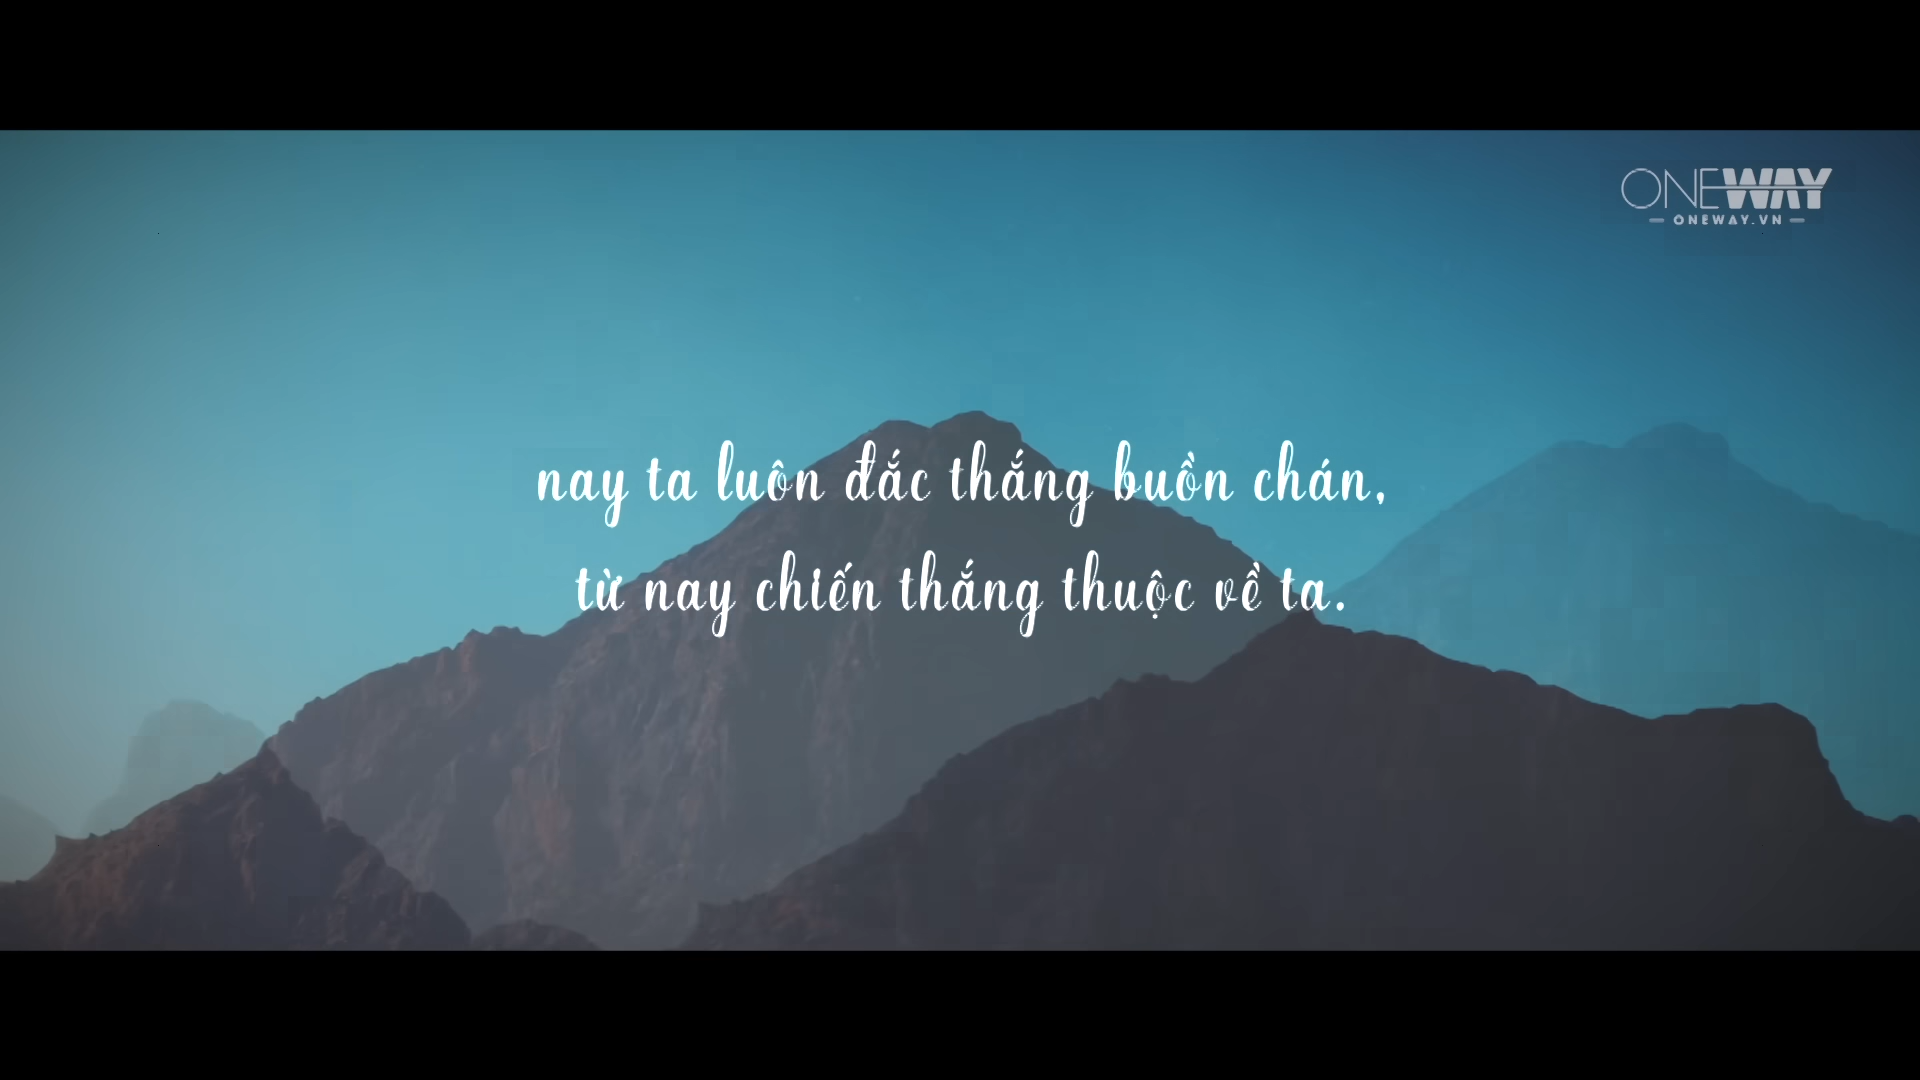 ONEWAY
ONEWAY.VN
nay ta luôn đắc thắng buồn chán,
từ nay chiến thắng thuộc về ta.